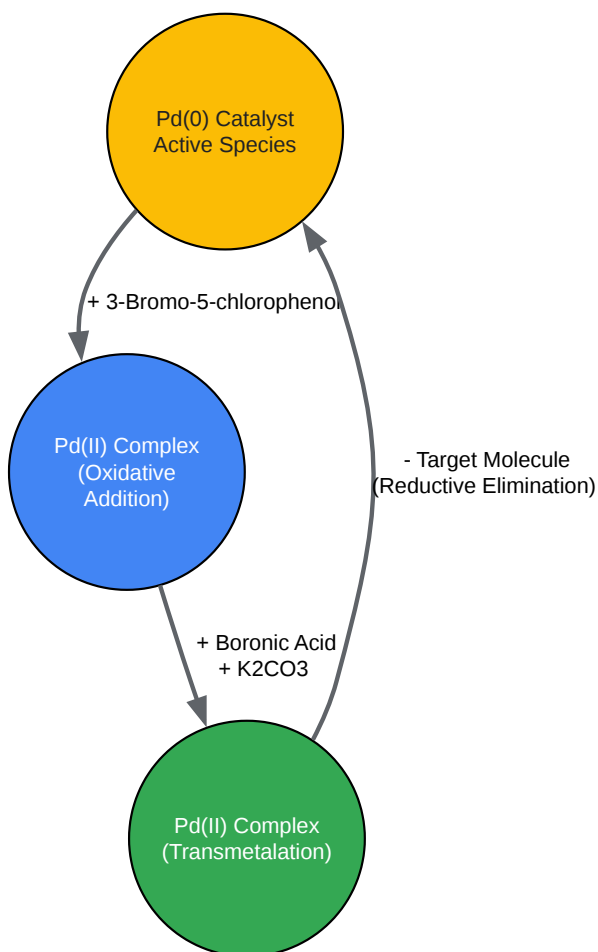 Pd(0) Catalyst
Active Species
+ 3-Bromo-5-chlorophenol
Pd(II) Complex
(Oxidative
Addition)
- Target Molecule
(Reductive Elimination)
+ Boronic Acid
+ K2CO3
Pd(II) Complex
(Transmetalation)